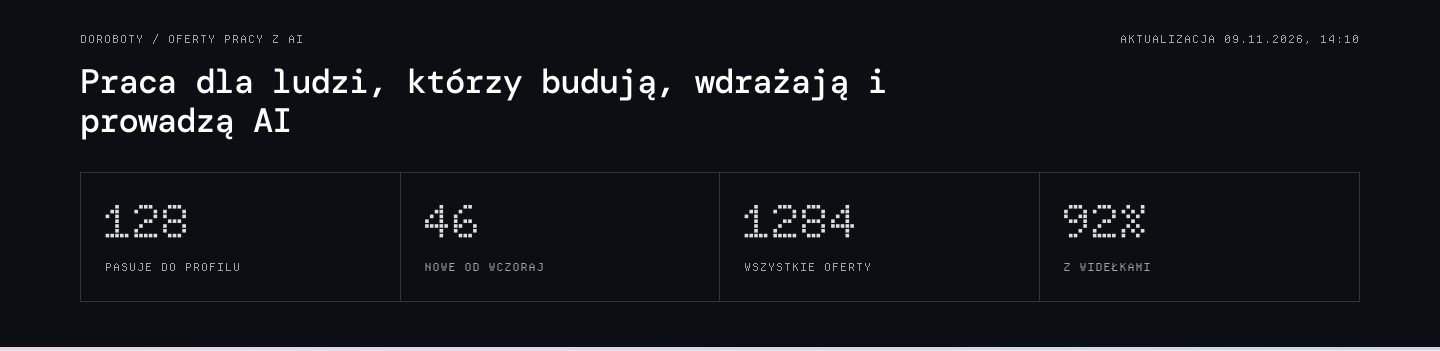 DOROBOTY / OFERTY PRACY Z AI
AKTUALIZACJA 09.11.2026, 14:10
Praca dla ludzi, którzy budują, wdrażają i
prowadzą AI
128
46
1284
92%
PASUJE DO PROFILU
NOWE OD WCZORAJ
WSZYSTKIE OFERTY
Z WIDEŁKAMI